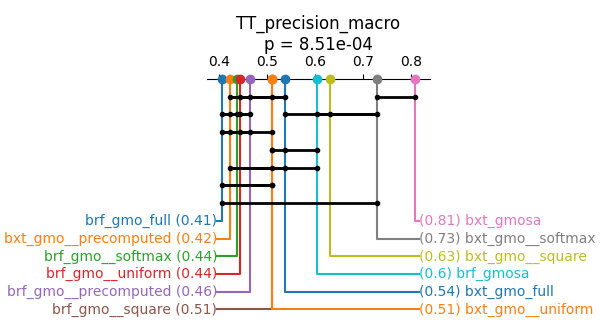 TT_precision_macro
p = 8.51e-04
0.4 0.5 0.6 0.7 0.8
brf_gmo_full (0.41) (0.81) bxt_gmosa
bxt_gmo__precomputed (0.42) (0.73) bxt_gmo__softmax
brf_gmo__softmax (0.44) (0.63) bxt_gmo__square
brf_gmo__uniform (0.44) (0.6) brf_gmosa
brf_gmo__precomputed (0.46) (0.54) bxt_gmo_full
brf_gmo__square (0.51) (0.51) bxt_gmo__uniform